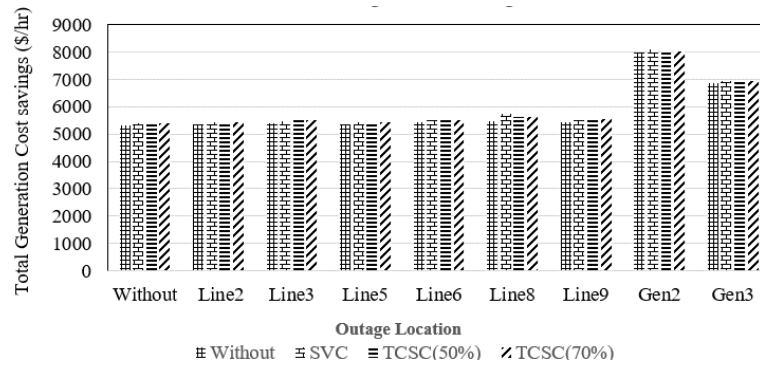 Total Generation Cost savings ($/hr)
9000
8000
7000
6000
5000
4000
3000
2000
1000
0
Without Line2 Line3 Line5 Line6 Line8 Line9 Gen2 Gen3
Outage Location
Without SVC TCSC(50%) TCSC(70%)